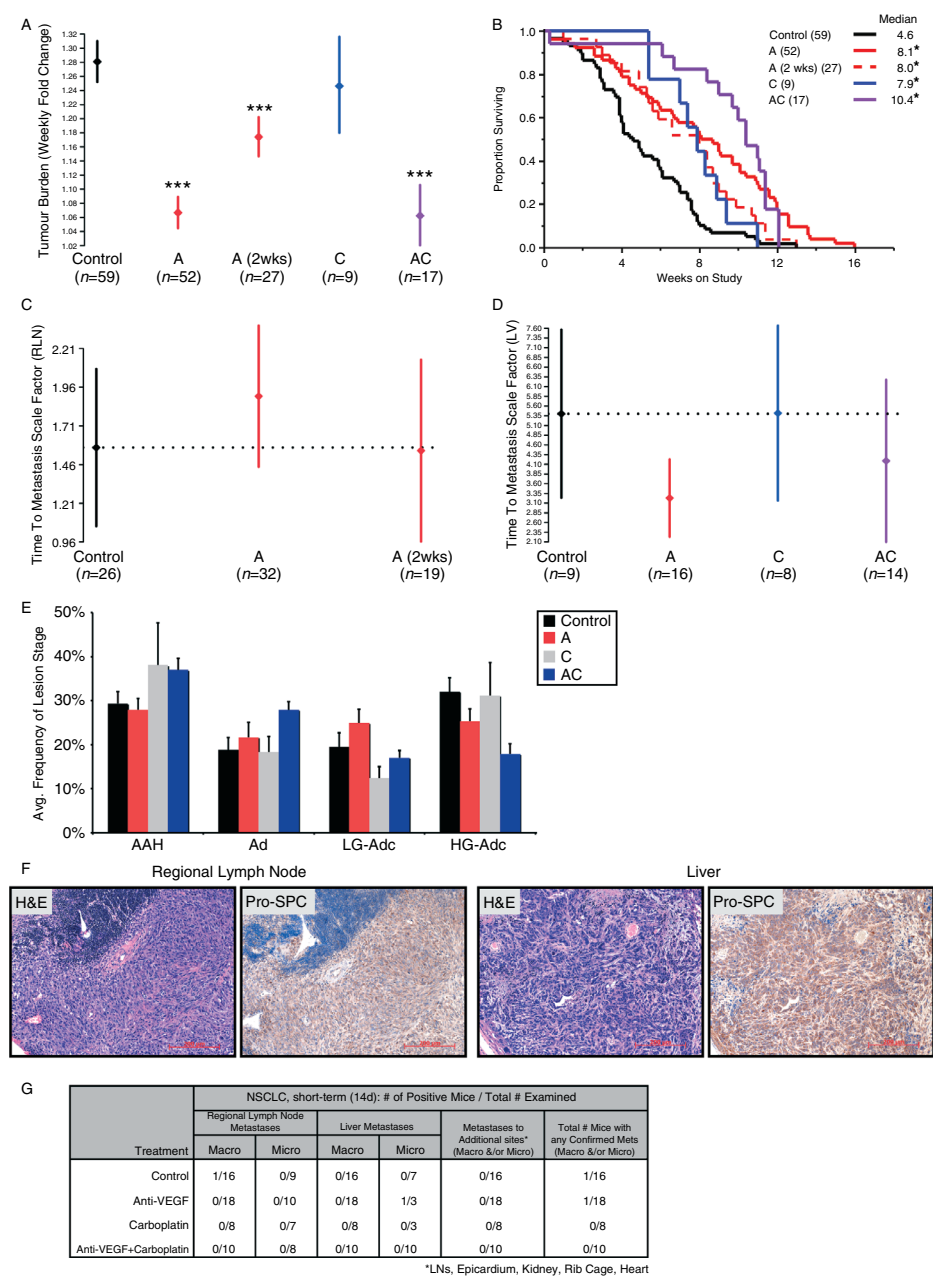 A
Tumour Burden (Weekly Fold Change)
1.32
1.30
1.28
1.26
1.24
1.22
1.20
1.18
1.16
1.14
1.12
1.10
1.08
1.06
1.04
1.02
***
***
***
Control A A (2wks) C AC
(n=59) (n=52) (n=27) (n=9) (n=17)
B
Median
Control (59) 4.6
A (52) 8.1*
A (2 wks) (27) 8.0*
C (9) 7.9*
AC (17) 10.4*
Proportion Surviving
1.0
0.8
0.6
0.4
0.2
0.0
0 4 8 12 16
Weeks on Study
C
Time To Metastasis Scale Factor (RLN)
2.21
1.96
1.71
1.46
1.21
0.96
Control A A (2wks)
(n=26) (n=32) (n=19)
D
Time To Metastasis Scale Factor (LV)
7.60
7.35
7.10
6.85
6.60
6.35
6.10
5.85
5.60
5.35
5.10
4.85
4.60
4.35
4.10
3.85
3.60
3.35
3.10
2.85
2.60
2.35
2.10
Control A C AC
(n=9) (n=16) (n=8) (n=14)
E
Avg. Frequency of Lesion Stage
50%
40%
30%
20%
10%
0%
AAH Ad LG-Adc HG-Adc
Control
A
C
AC
F
Regional Lymph Node Liver
H&E Pro-SPC H&E Pro-SPC
G
NSCLC, short-term (14d): # of Positive Mice / Total # Examined
Treatment
Regional Lymph Node
Metastases
Liver Metastases
Metastases to
Additional sites*
(Macro &/or Micro)
Total # Mice with
any Confirmed Mets
(Macro &/or Micro)
Macro Micro Macro Micro
Control 1/16 0/9 0/16 0/7 0/16 1/16
Anti-VEGF 0/18 0/10 0/18 1/3 0/18 1/18
Carboplatin 0/8 0/7 0/8 0/3 0/8 0/8
Anti-VEGF+Carboplatin 0/10 0/8 0/10 0/10 0/10 0/10
*LNs, Epicardium, Kidney, Rib Cage, Heart